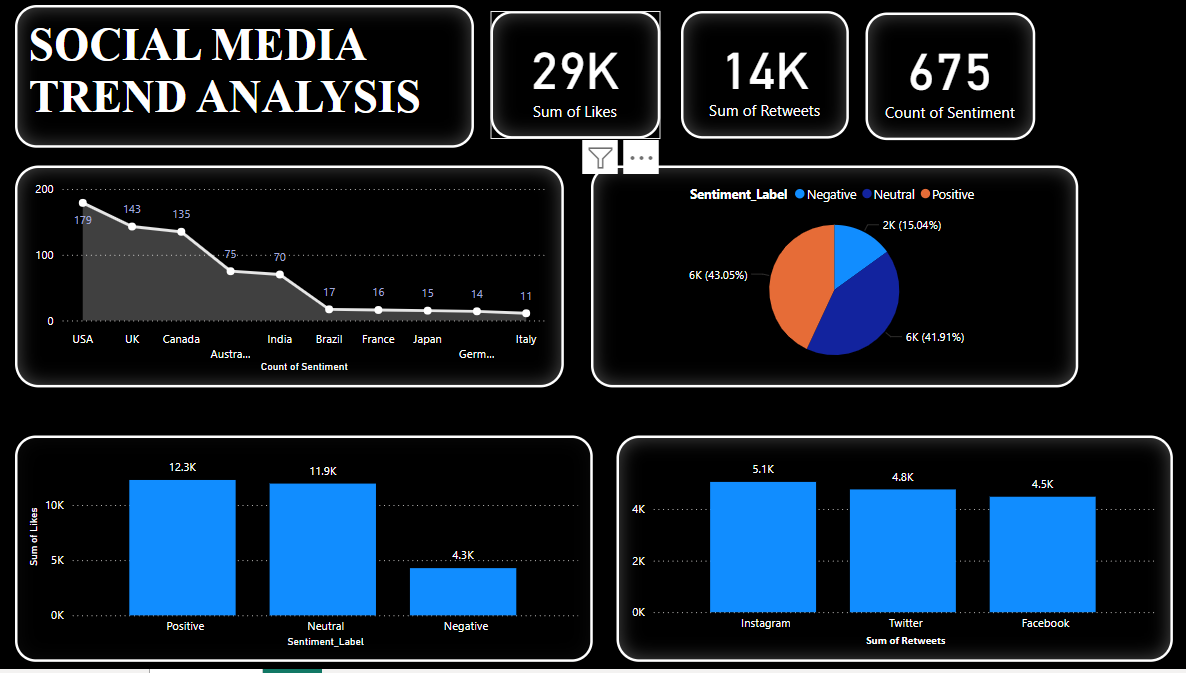 SOCIAL MEDIA
TREND ANALYSIS
29K
Sum of Likes
14K
Sum of Retweets
675
Count of Sentiment
200
100
0
179
143
135
75
70
17
16
15
14
11
USA
UK
Canada
Austra...
India
Brazil
France
Japan
Germ...
Italy
Count of Sentiment
Sentiment_Label Negative Neutral Positive
2K (15.04%)
6K (43.05%)
6K (41.91%)
Sum of Likes
10K
5K
0K
12.3K
11.9K
4.3K
Positive
Neutral
Negative
Sentiment_Label
4K
2K
0K
5.1K
4.8K
4.5K
Instagram
Twitter
Facebook
Sum of Retweets